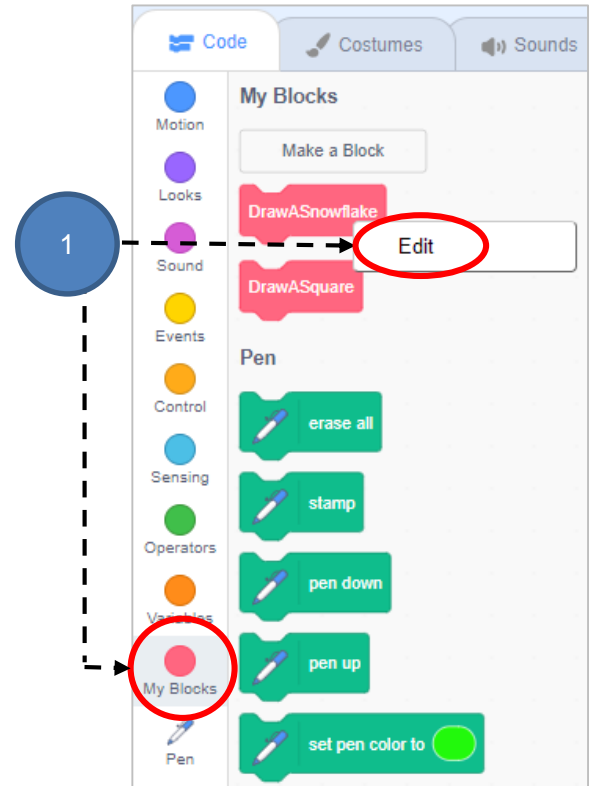 Code
Costumes
Sounds
Motion
Looks
Sound
Events
Control
Sensing
Operators
Variables
My Blocks
Pen
My Blocks
Make a Block
DrawASnowflake
Edit
DrawASquare
Pen
erase all
stamp
pen down
pen up
set pen color to
1